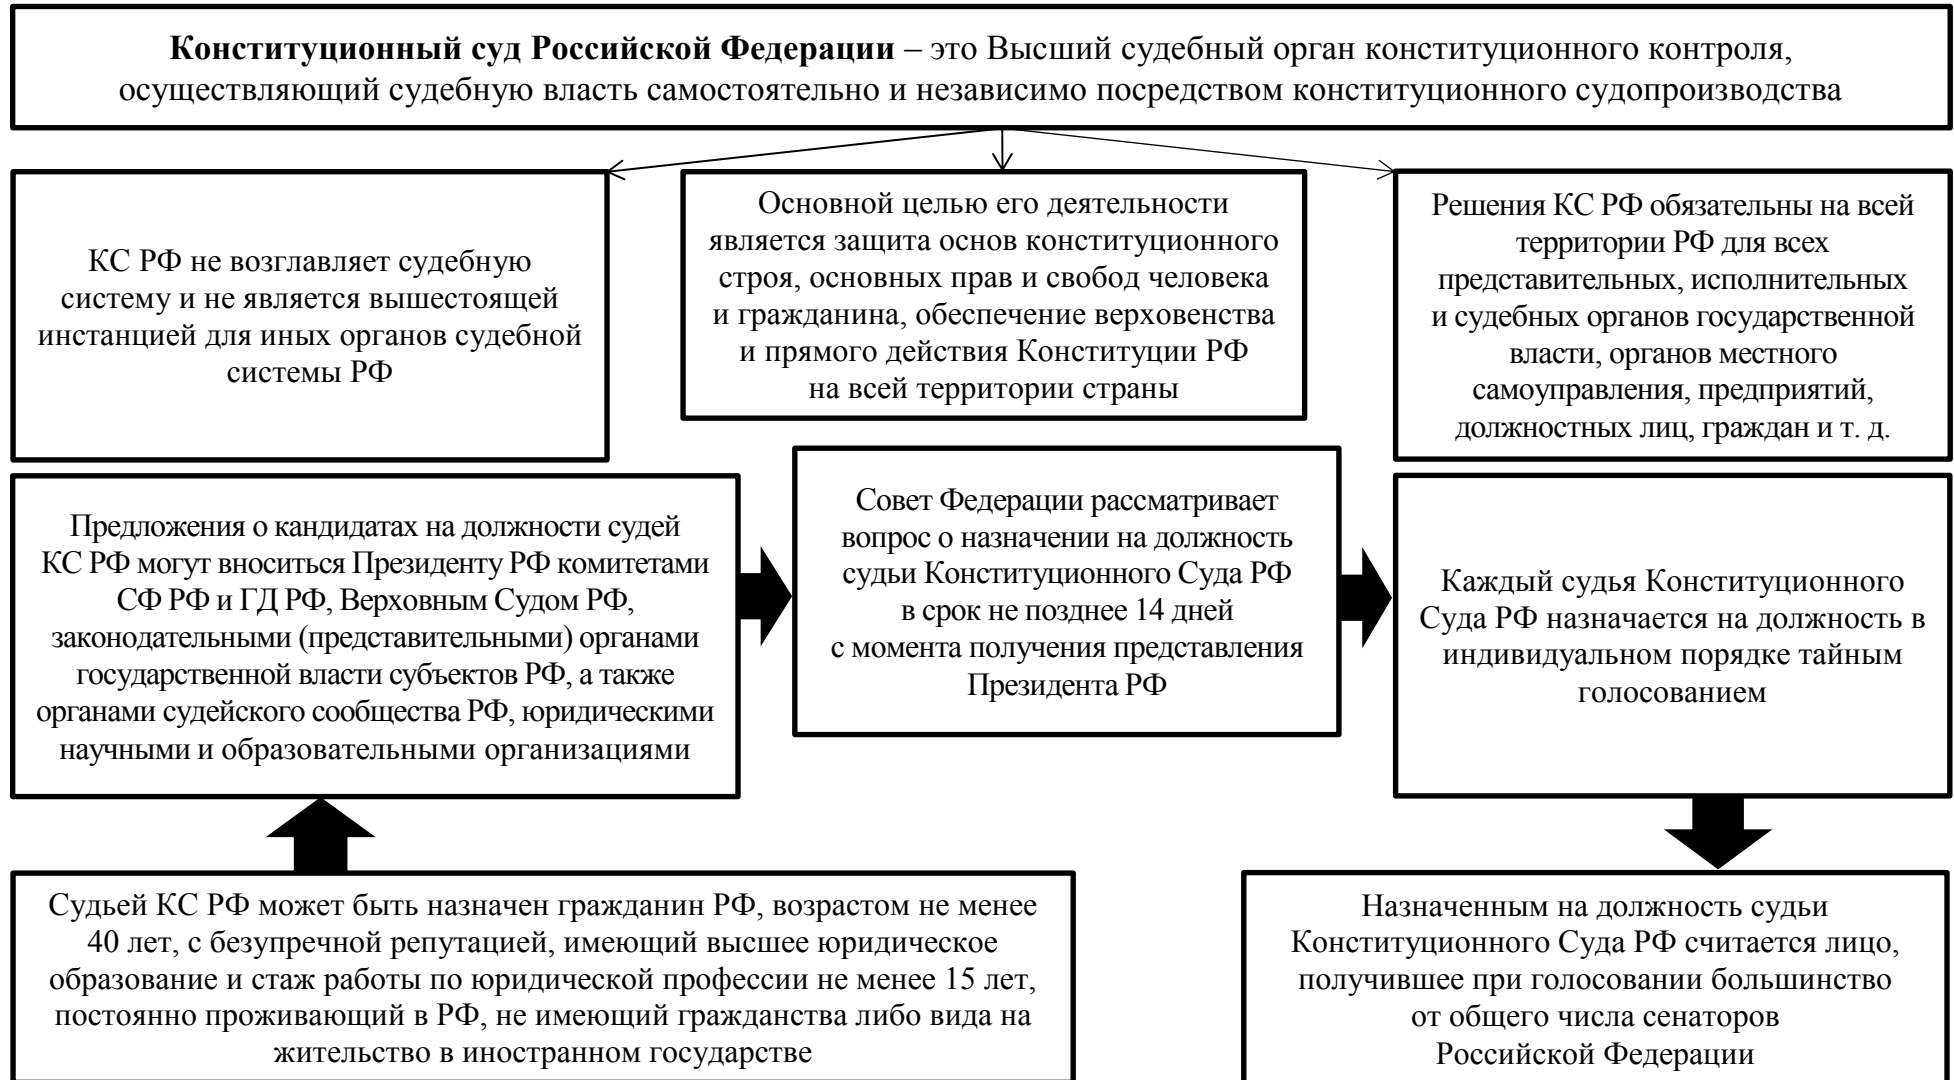 Конституционный суд Российской Федерации – это Высший судебный орган конституционного контроля,
осуществляющий судебную власть самостоятельно и независимо посредством конституционного судопроизводства
КС РФ не возглавляет судебную
систему и не является вышестоящей
инстанцией для иных органов судебной
системы РФ
Основной целью его деятельности
является защита основ конституционного
строя, основных прав и свобод человека
и гражданина, обеспечение верховенства
и прямого действия Конституции РФ
на всей территории страны
Решения КС РФ обязательны на всей
территории РФ для всех
представительных, исполнительных
и судебных органов государственной
власти, органов местного
самоуправления, предприятий,
должностных лиц, граждан и т. д.
Предложения о кандидатах на должности судей
КС РФ могут вноситься Президенту РФ комитетами
СФ РФ и ГД РФ, Верховным Судом РФ,
законодательными (представительными) органами
государственной власти субъектов РФ, а также
органами судейского сообщества РФ, юридическими
научными и образовательными организациями
Совет Федерации рассматривает
вопрос о назначении на должность
судьи Конституционного Суда РФ
в срок не позднее 14 дней
с момента получения представления
Президента РФ
Каждый судья Конституционного
Суда РФ назначается на должность в
индивидуальном порядке тайным
голосованием
Судьей КС РФ может быть назначен гражданин РФ, возрастом не менее
40 лет, с безупречной репутацией, имеющий высшее юридическое
образование и стаж работы по юридической профессии не менее 15 лет,
постоянно проживающий в РФ, не имеющий гражданства либо вида на
жительство в иностранном государстве
Назначенным на должность судьи
Конституционного Суда РФ считается лицо,
получившее при голосовании большинство
от общего числа сенаторов
Российской Федерации